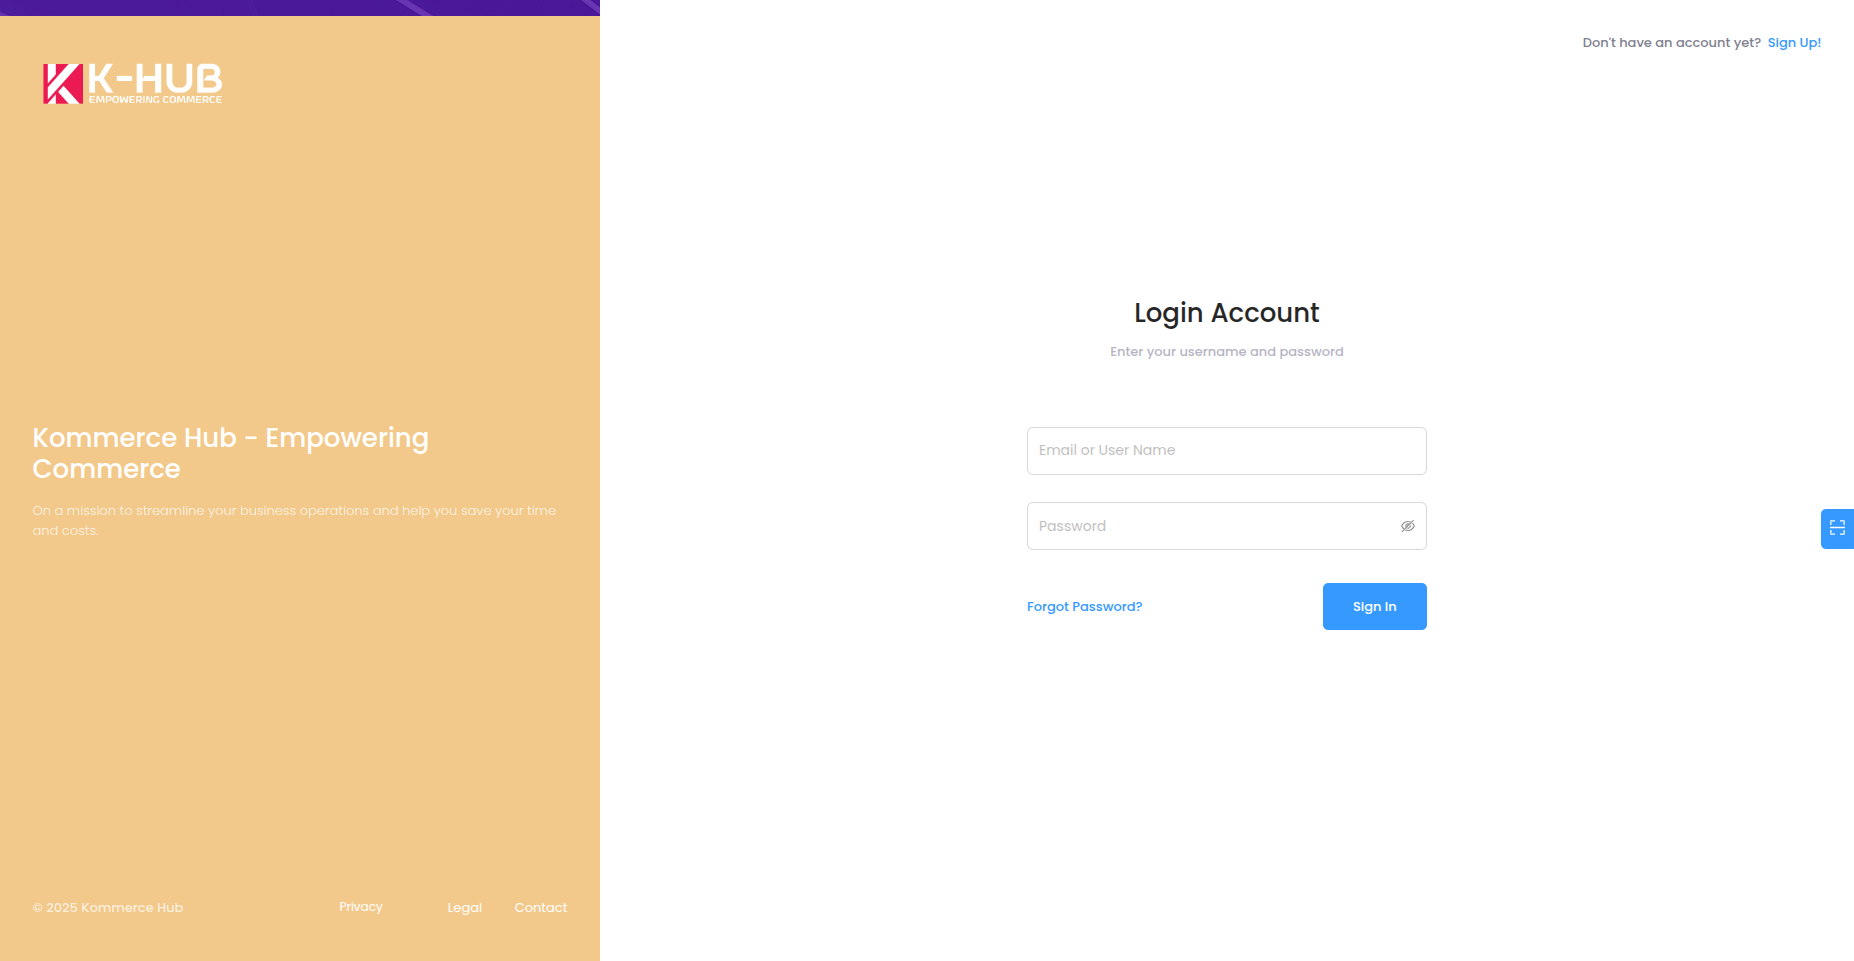 K-HUB
EMPOWERING COMMERCE
Don't have an account yet? Sign Up!
Kommerce Hub - Empowering
Commerce
On a mission to streamline your business operations and help you save your time
and costs.
© 2025 Kommerce Hub
Privacy
Legal
Contact
Login Account
Enter your username and password
Email or User Name
Password
Forgot Password?
Sign In